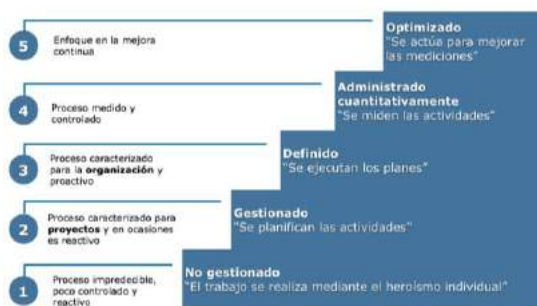 5
Enfoque en la mejora
continua
Optimizado
"Se actúa para mejorar
las mediciones"
4
Proceso medido y
controlado
Administrado
cuantitativamente
"Se miden las actividades"
3
Proceso caracterizado
para la organización y
proactivo
Definido
"Se ejecutan los planes"
2
Proceso caracterizado para
proyectos y en ocasiones
es reactivo
Gestionado
"Se planifican las actividades"
1
Proceso impredecible,
poco controlado y
reactivo
No gestionado
"El trabajo se realiza mediante el heroísmo individual"